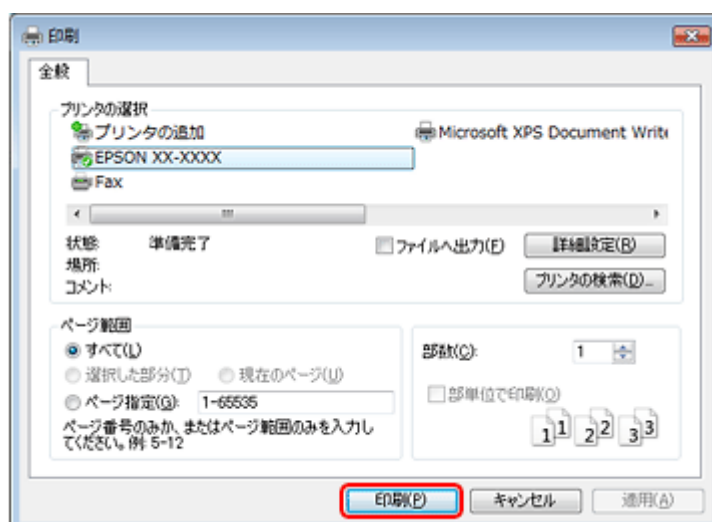 印刷
全般
プリンタの選択
プリンタの追加
Microsoft XPS Document Write
EPSON XX-XXXX
Fax
状態: 準備完了
ファイルへ出力(F)
詳細設定(R)
場所:
コメント:
プリンタの検索(D)...
ページ範囲
すべて(L)
選択した部分(T)
現在のページ(U)
ページ指定(G): 1-65535
ページ番号のみか、またはページ範囲のみを入力し
てください。例: 5-12
部数(C): 1
部単位で印刷(O)
1 1 2 2 3 3
印刷(P)
キャンセル
適用(A)